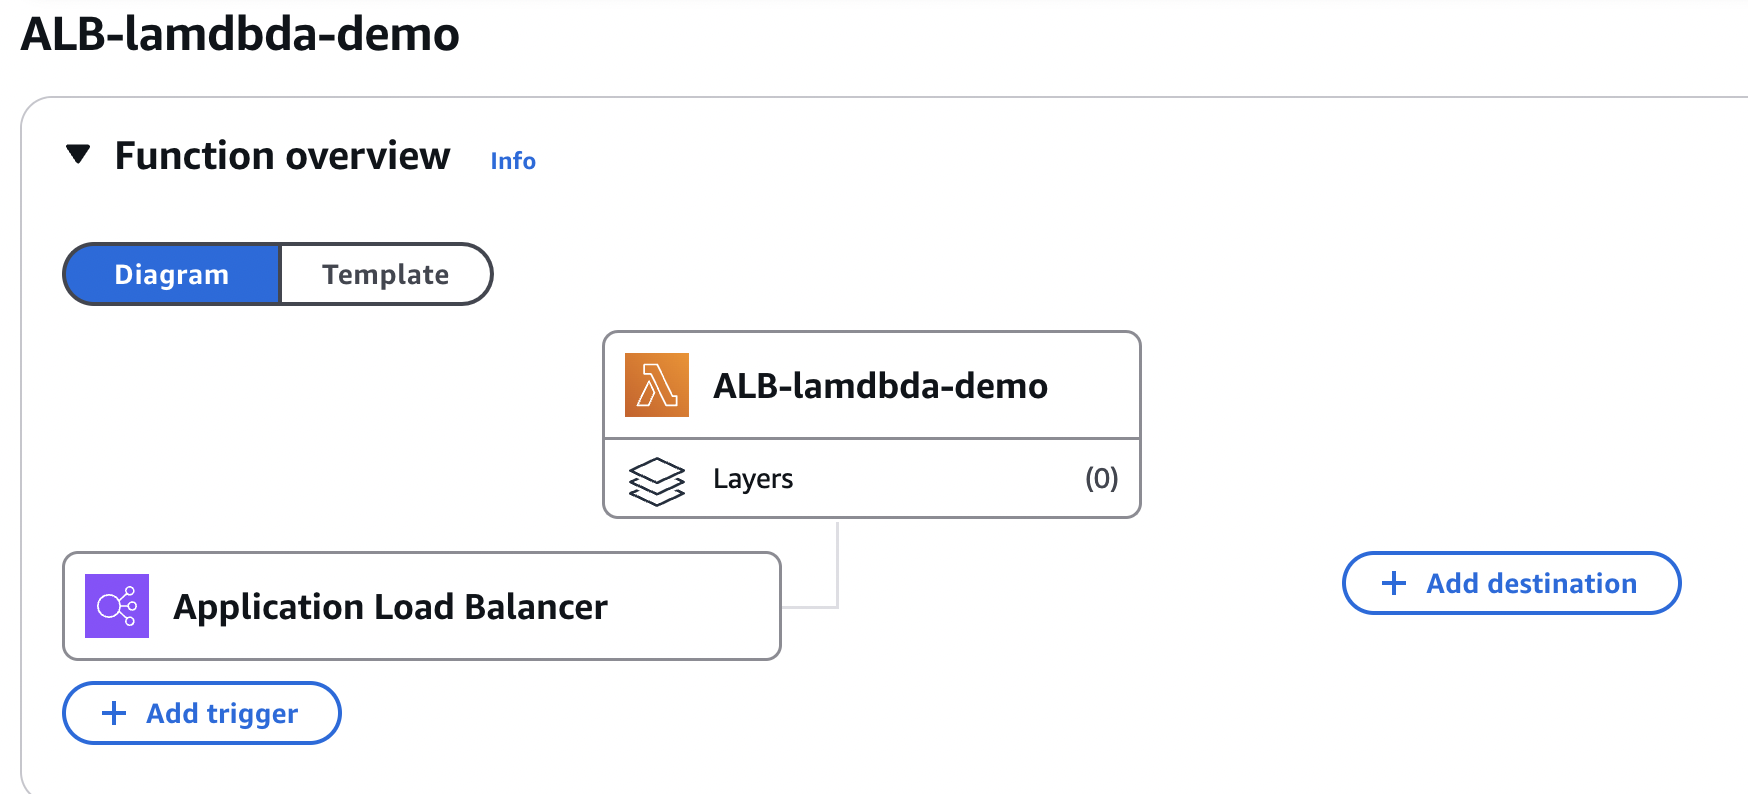 ALB-lamdbda-demo
Function overview Info
Diagram Template
ALB-lamdbda-demo
Layers (0)
Application Load Balancer
Add destination
Add trigger